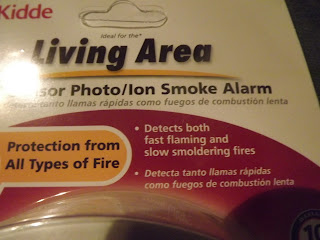 Kidde
Ideal for the*
Living Area
Photo/Ion Smoke Alarm
tanto llamas rápidas como fuegos de combustión lenta
Protection from
All Types of Fire
• Detects both
fast flaming and
slow smoldering fires
• Detecta tanto llamas rápidas
como fuegos de combustión lenta